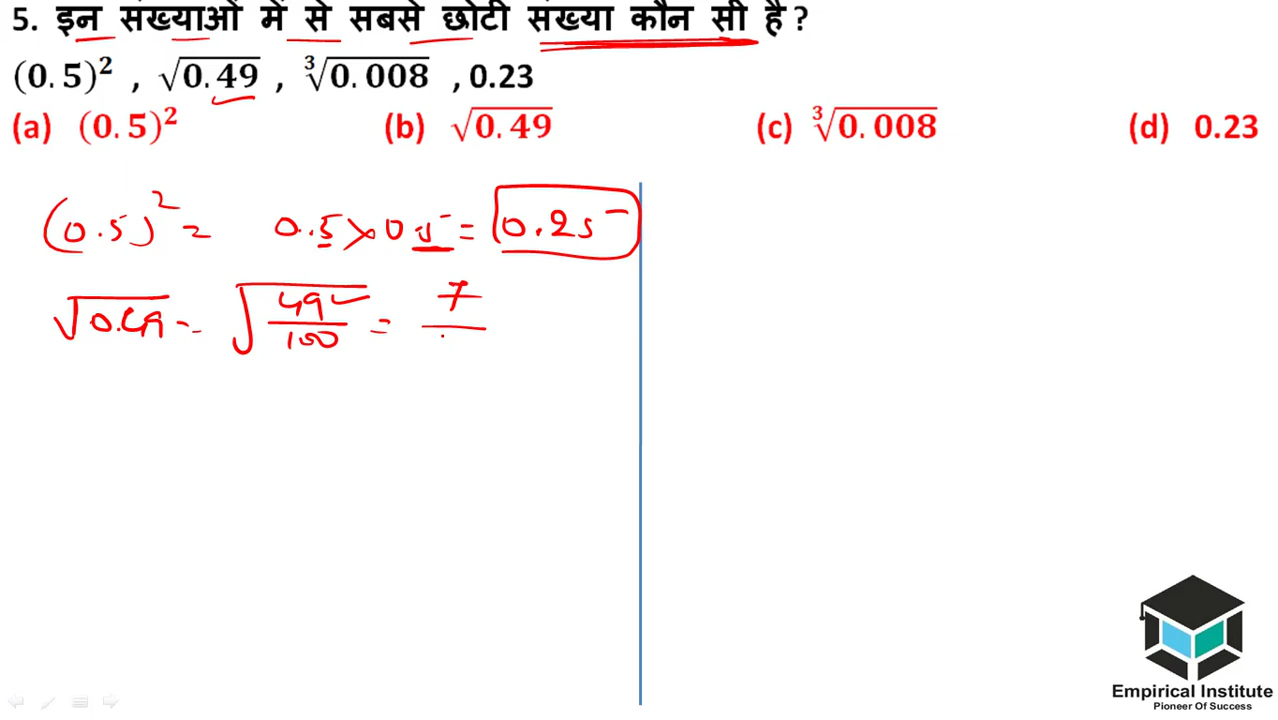 5. इन संख्याओं में से सबसे छोटी संख्या कौन सी है ?
(0.5)² , √0.49 , ∛0.008 , 0.23
(a) (0.5)² (b) √0.49 (c) ∛0.008 (d) 0.23
(0.5)² = 0.5 × 0.5 = 0.25
√0.49 = √49/100 = 7
Empirical Institute
Pioneer Of Success